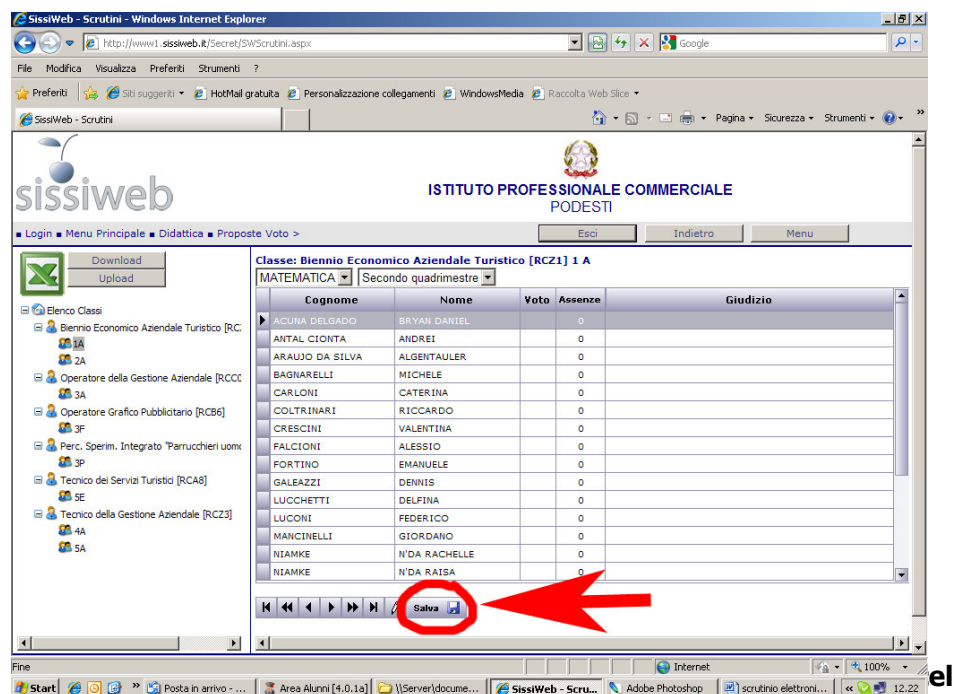 SissiWeb - Scrutini - Windows Internet Explorer
http://www1.sissiweb.it/Secret/SWScrutini.aspx
Google
File Modifica Visualizza Preferiti Strumenti ?
Preferiti Siti suggeriti HotMail gratuita Personalizzazione collegamenti WindowsMedia Raccolta Web Slice
SissiWeb - Scrutini Pagina Sicurezza Strumenti
sissiweb
ISTITUTO PROFESSIONALE COMMERCIALE
PODESTI
Login Menu Principale Didattica Proposte Voto > Esci Indietro Menu
Download
Upload
Elenco Classi
Biennio Economico Aziendale Turistico [RC
1A
2A
Operatore della Gestione Aziendale [RCC0
3A
Operatore Grafico Pubblicitario [RCB6]
3F
Perc. Sperim. Integrato "Parrucchieri uomo
3P
Tecnico dei Servizi Turistici [RCA8]
5E
Tecnico della Gestione Aziendale [RCZ3]
4A
5A
Classe: Biennio Economico Aziendale Turistico [RCZ1] 1 A
MATEMATICA Secondo quadrimestre
Cognome Nome Voto Assenze Giudizio
ACUNA DELGADO BRYAN DANIEL 0
ANTAL CIONTA ANDREI 0
ARAUJO DA SILVA ALGENTAULER 0
BAGNARELLI MICHELE 0
CARLONI CATERINA 0
COLTRINARI RICCARDO 0
CRESCINI VALENTINA 0
FALCIONI ALESSIO 0
FORTINO EMANUELE 0
GALEAZZI DENNIS 0
LUCCHETTI DELFINA 0
LUCONI FEDERICO 0
MANCINELLI GIORDANO 0
NIAMKE N'DA RACHELLE 0
NIAMKE N'DA RAISA 0
Salva
Fine Internet 100%
el
Start Posta in arrivo - ... Area Alunni [4.0.1a] \\Server\docume... SissiWeb - Scru... Adobe Photoshop scrutinio elettroni... 12.22